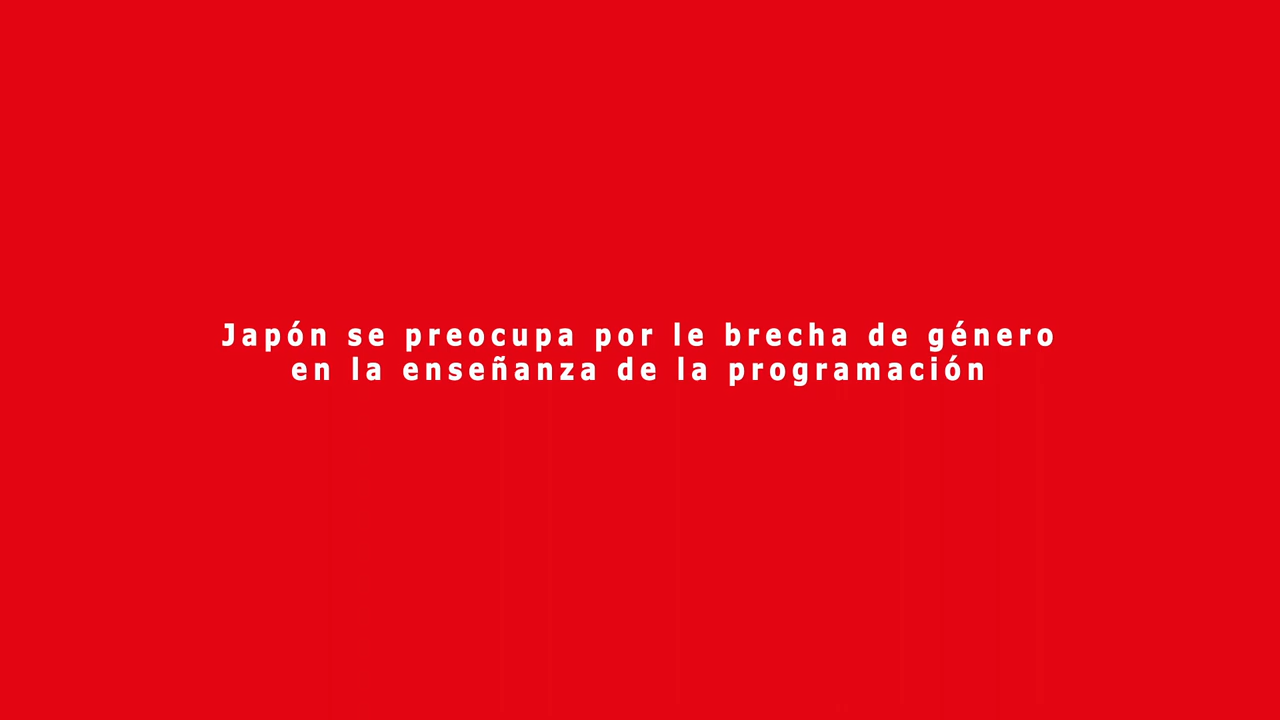 Japón se preocupa por le brecha de género
en la enseñanza de la programación